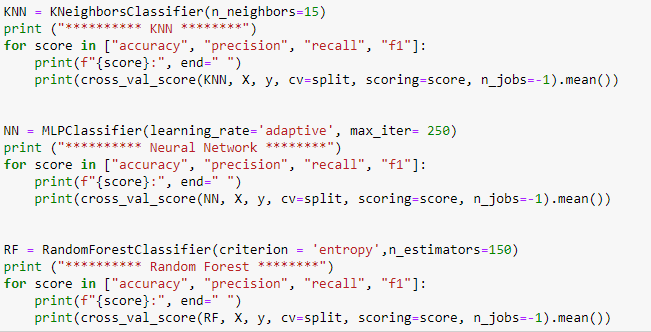 KNN = KNeighborsClassifier(n_neighbors=15)
print ("********** KNN ********")
for score in ["accuracy", "precision", "recall", "f1"]:
    print(f"{score}:", end=" ")
    print(cross_val_score(KNN, X, y, cv=split, scoring=score, n_jobs=-1).mean())
NN = MLPClassifier(learning_rate='adaptive', max_iter= 250)
print ("********** Neural Network ********")
for score in ["accuracy", "precision", "recall", "f1"]:
    print(f"{score}:", end=" ")
    print(cross_val_score(NN, X, y, cv=split, scoring=score, n_jobs=-1).mean())
RF = RandomForestClassifier(criterion = 'entropy',n_estimators=150)
print ("********** Random Forest ********")
for score in ["accuracy", "precision", "recall", "f1"]:
    print(f"{score}:", end=" ")
    print(cross_val_score(RF, X, y, cv=split, scoring=score, n_jobs=-1).mean())